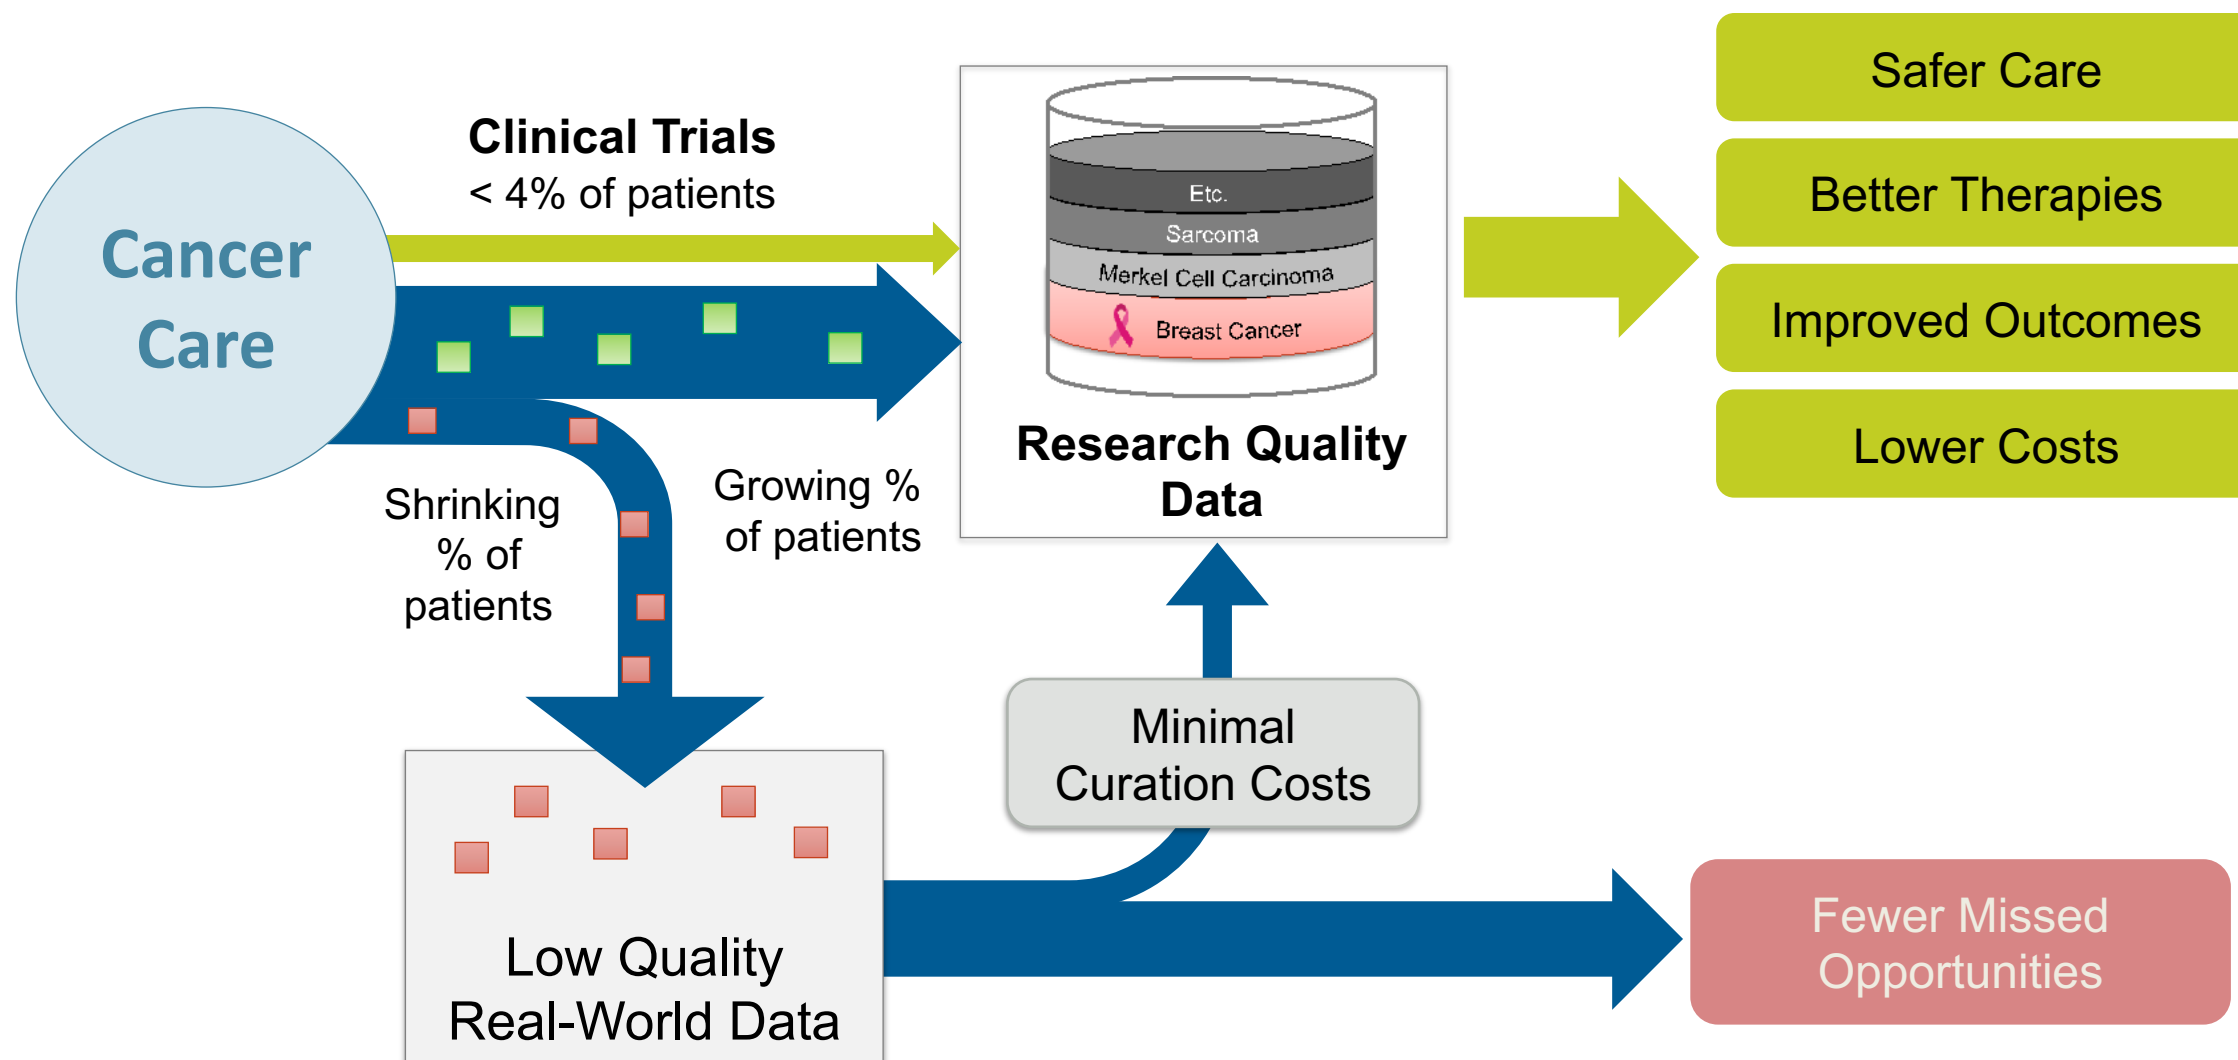 Cancer
Care
Clinical Trials
< 4% of patients
Shrinking
% of
patients
Growing %
of patients
Etc.
Sarcoma
Merkel Cell Carcinoma
Breast Cancer
Research Quality
Data
Safer Care
Better Therapies
Improved Outcomes
Lower Costs
Minimal
Curation Costs
Low Quality
Real-World Data
Fewer Missed
Opportunities